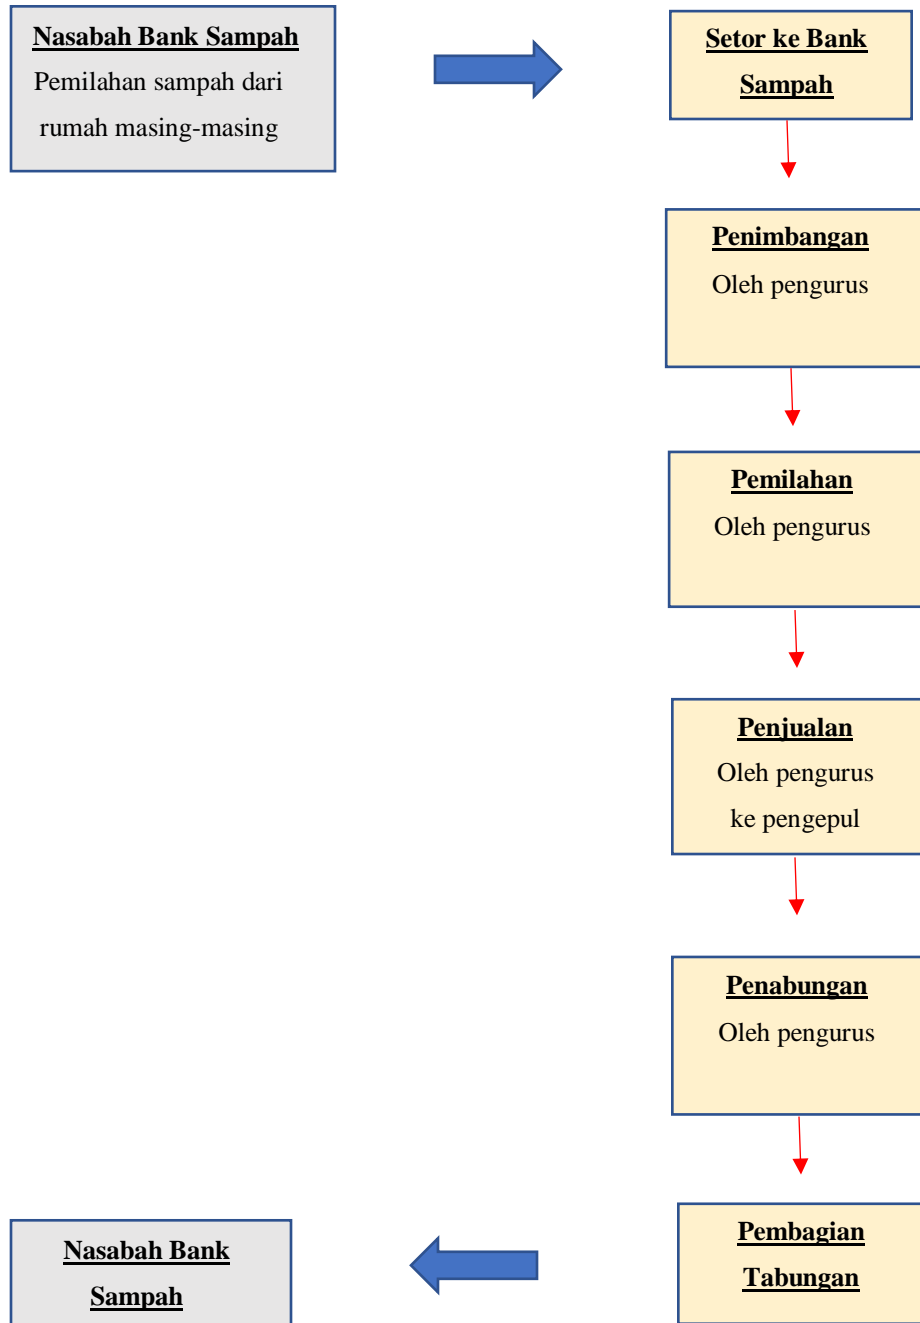 Nasabah Bank Sampah
Pemilahan sampah dari
rumah masing-masing
Setor ke Bank
Sampah
Penimbangan
Oleh pengurus
Pemilahan
Oleh pengurus
Penjualan
Oleh pengurus
ke pengepul
Penabungan
Oleh pengurus
Pembagian
Tabungan
Nasabah Bank
Sampah